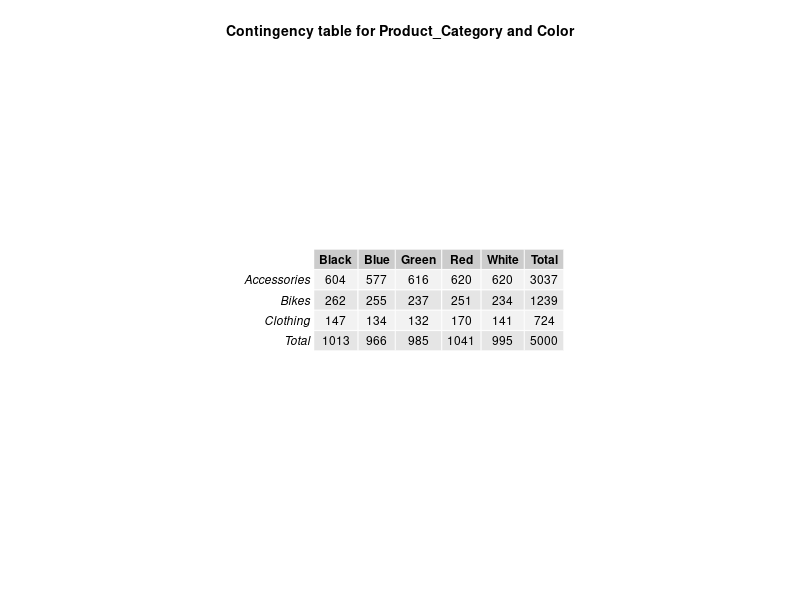 Contingency table for Product_Category and Color
Black Blue Green Red White Total
Accessories 604 577 616 620 620 3037
Bikes 262 255 237 251 234 1239
Clothing 147 134 132 170 141 724
Total 1013 966 985 1041 995 5000